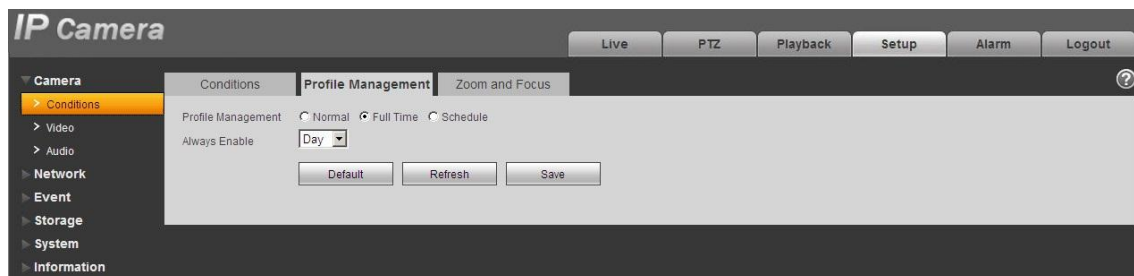 IP Camera
Live PTZ Playback Setup Alarm Logout
Camera
Conditions
Video
Audio
Network
Event
Storage
System
Information
Conditions Profile Management Zoom and Focus
?
Profile Management Normal Full Time Schedule
Always Enable Day
Default Refresh Save